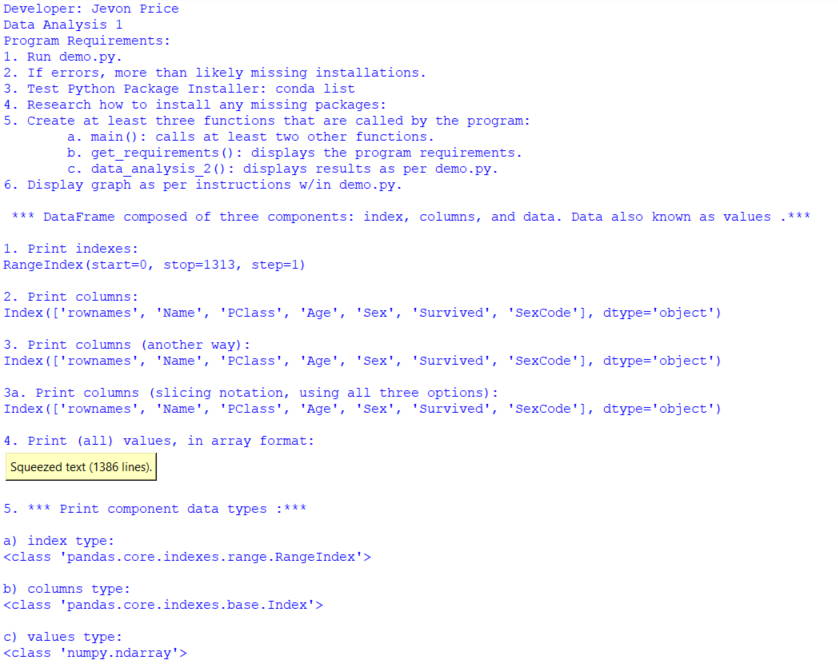 Developer: Jevon Price
Data Analysis 1
Program Requirements:
1. Run demo.py.
2. If errors, more than likely missing installations.
3. Test Python Package Installer: conda list
4. Research how to install any missing packages:
5. Create at least three functions that are called by the program:
a. main(): calls at least two other functions.
b. get_requirements(): displays the program requirements.
c. data_analysis_2(): displays results as per demo.py.
6. Display graph as per instructions w/in demo.py.
*** DataFrame composed of three components: index, columns, and data. Data also known as values .***
1. Print indexes:
RangeIndex(start=0, stop=1313, step=1)
2. Print columns:
Index(['rownames', 'Name', 'PClass', 'Age', 'Sex', 'Survived', 'SexCode'], dtype='object')
3. Print columns (another way):
Index(['rownames', 'Name', 'PClass', 'Age', 'Sex', 'Survived', 'SexCode'], dtype='object')
3a. Print columns (slicing notation, using all three options):
Index(['rownames', 'Name', 'PClass', 'Age', 'Sex', 'Survived', 'SexCode'], dtype='object')
4. Print (all) values, in array format:
Squeezed text (1386 lines).
5. *** Print component data types :***
a) index type:
<class 'pandas.core.indexes.range.RangeIndex'>
b) columns type:
<class 'pandas.core.indexes.base.Index'>
c) values type:
<class 'numpy.ndarray'>